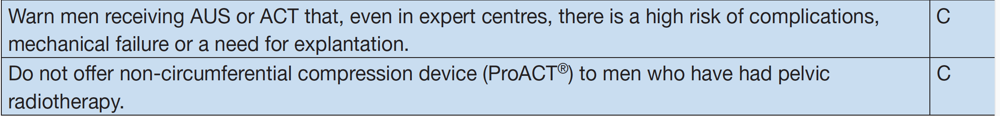 Warn men receiving AUS or ACT that, even in expert centres, there is a high risk of complications, C
mechanical failure or a need for explantation.
Do not offer non-circumferential compression device (ProACT®) to men who have had pelvic C
radiotherapy.